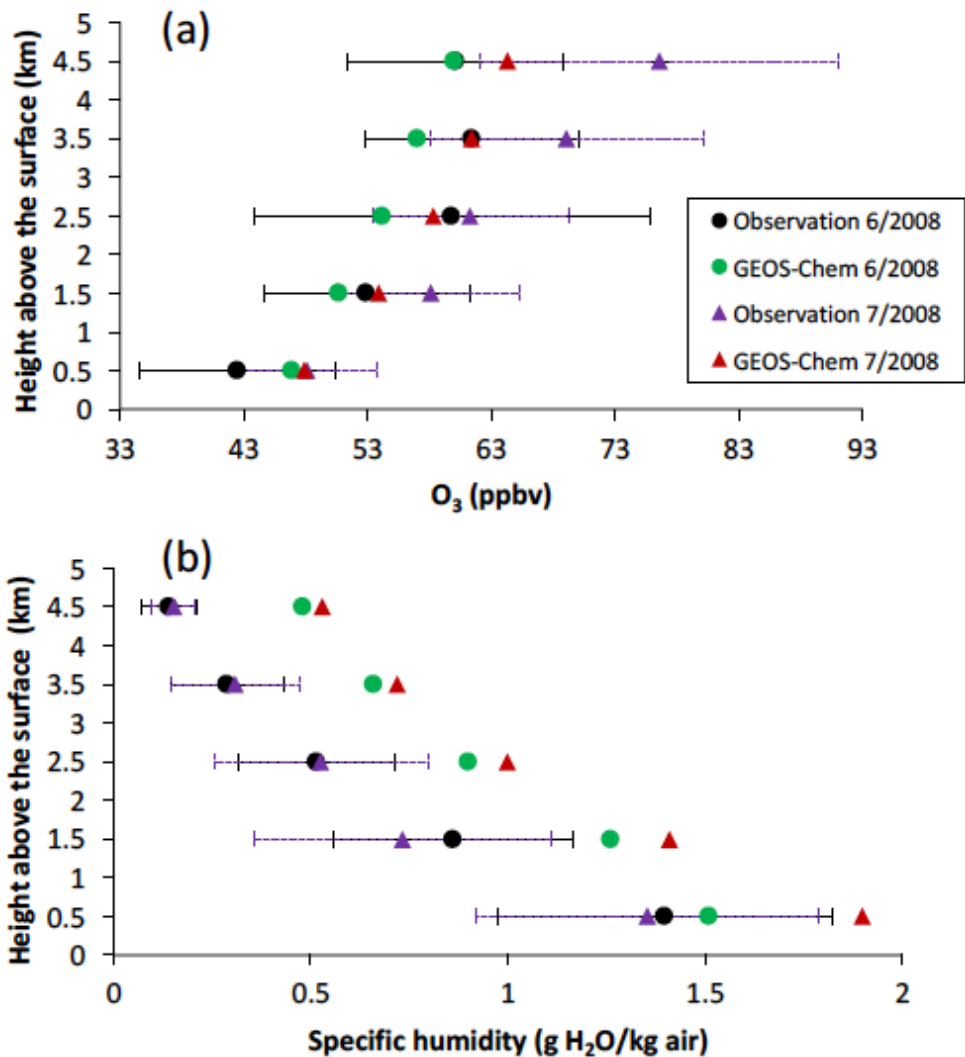 (a)
Height above the surface (km)
5
4.5
4
3.5
3
2.5
2
1.5
1
0.5
0
33 43 53 63 73 83 93
O₃ (ppbv)
Observation 6/2008
GEOS-Chem 6/2008
Observation 7/2008
GEOS-Chem 7/2008
(b)
Height above the surface (km)
5
4.5
4
3.5
3
2.5
2
1.5
1
0.5
0
0 0.5 1 1.5 2
Specific humidity (g H₂O/kg air)